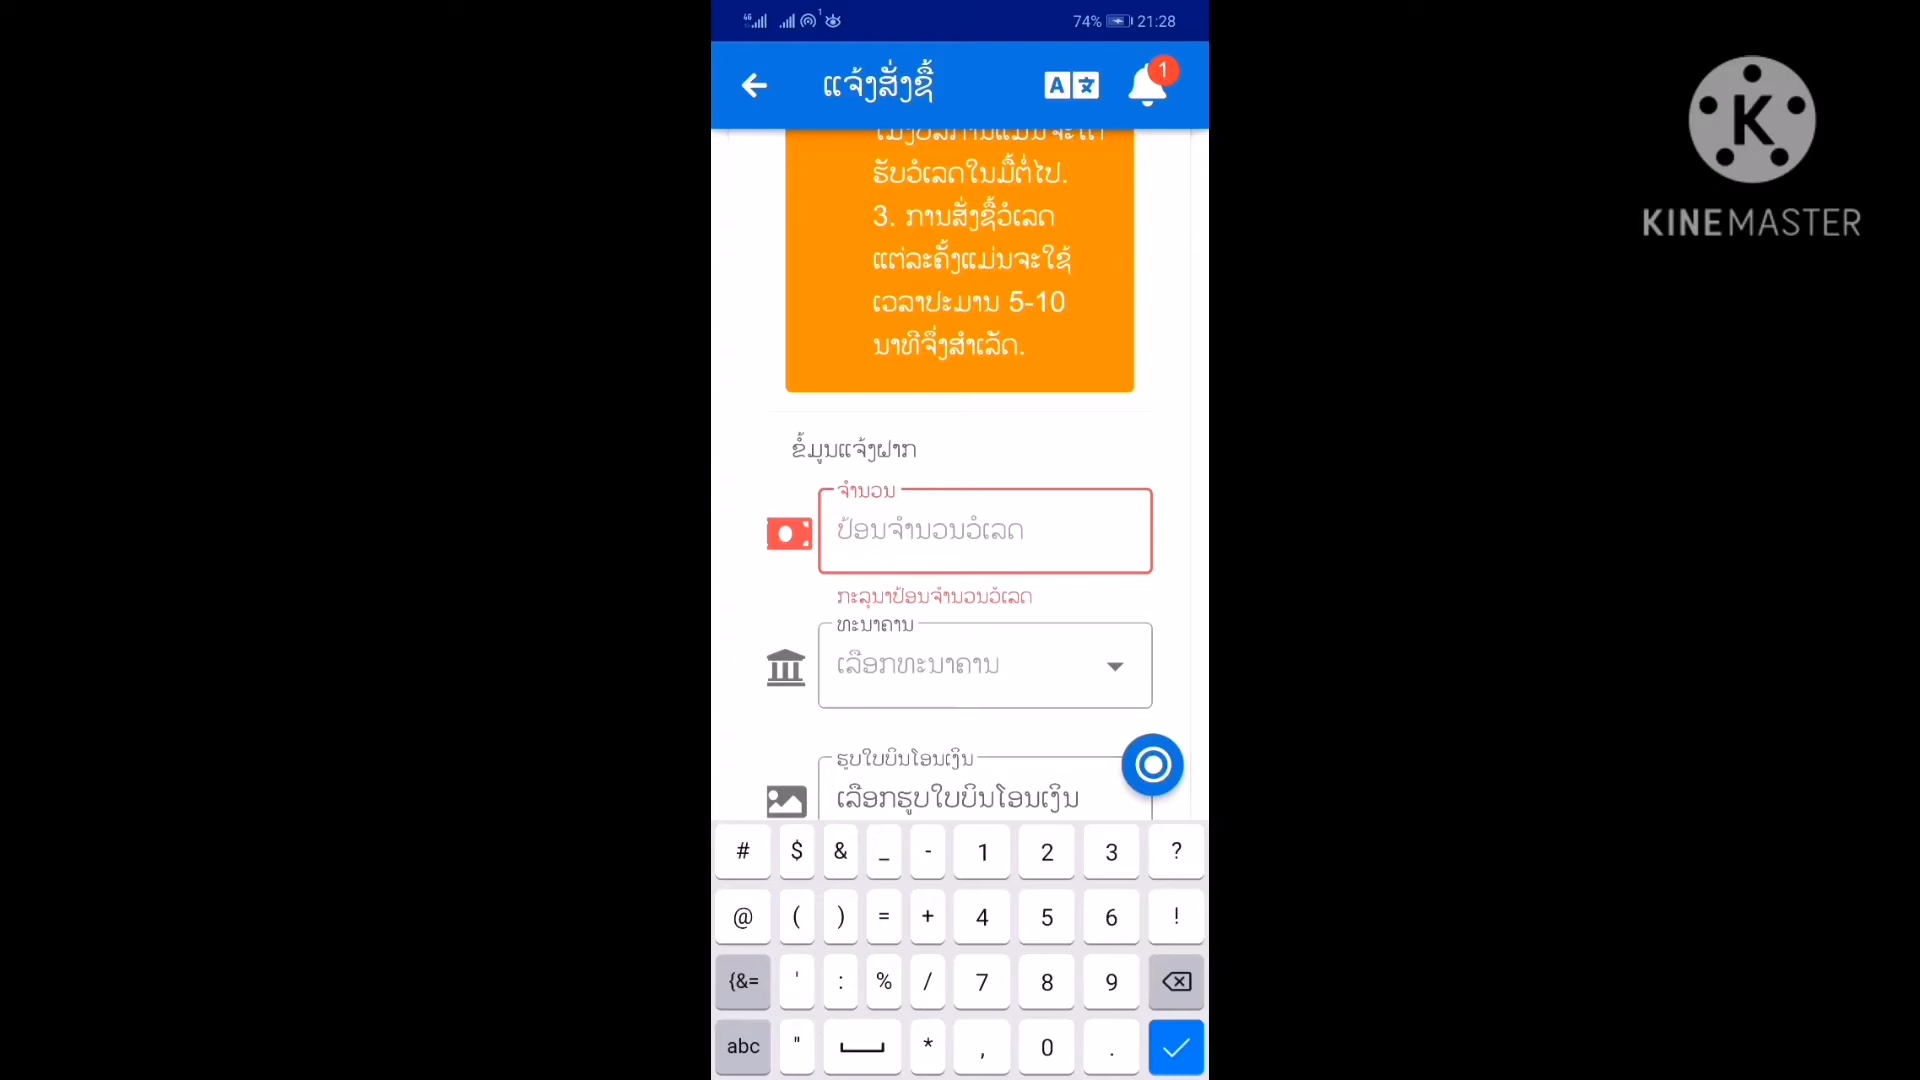 4G
1
74%
21:28
ແຈ້ງສັ່ງຊື້
A
1
ຮັບວໍເລດໃນມື້ຕໍ່ໄປ.
3. ການສັ່ງຊື້ວໍເລດ
ແຕ່ລະຄັ້ງແມ່ນຈະໃຊ້
ເວລາປະມານ 5-10
ນາທີຈຶ່ງສຳເລັດ.
ຂໍ້ມູນແຈ້ງຝາກ
ຈຳນວນ
ປ້ອນຈຳນວນວໍເລດ
ກະລຸນາປ້ອນຈຳນວນວໍເລດ
ທະນາຄານ
ເລືອກທະນາຄານ
ຮູບໃບບິນໂອນເງິນ
ເລືອກຮູບໃບບິນໂອນເງິນ
# $ & _ - 1 2 3 ?
@ ( ) = + 4 5 6 !
{&= ' : % / 7 8 9
abc " * , 0 .
K
KINEMASTER